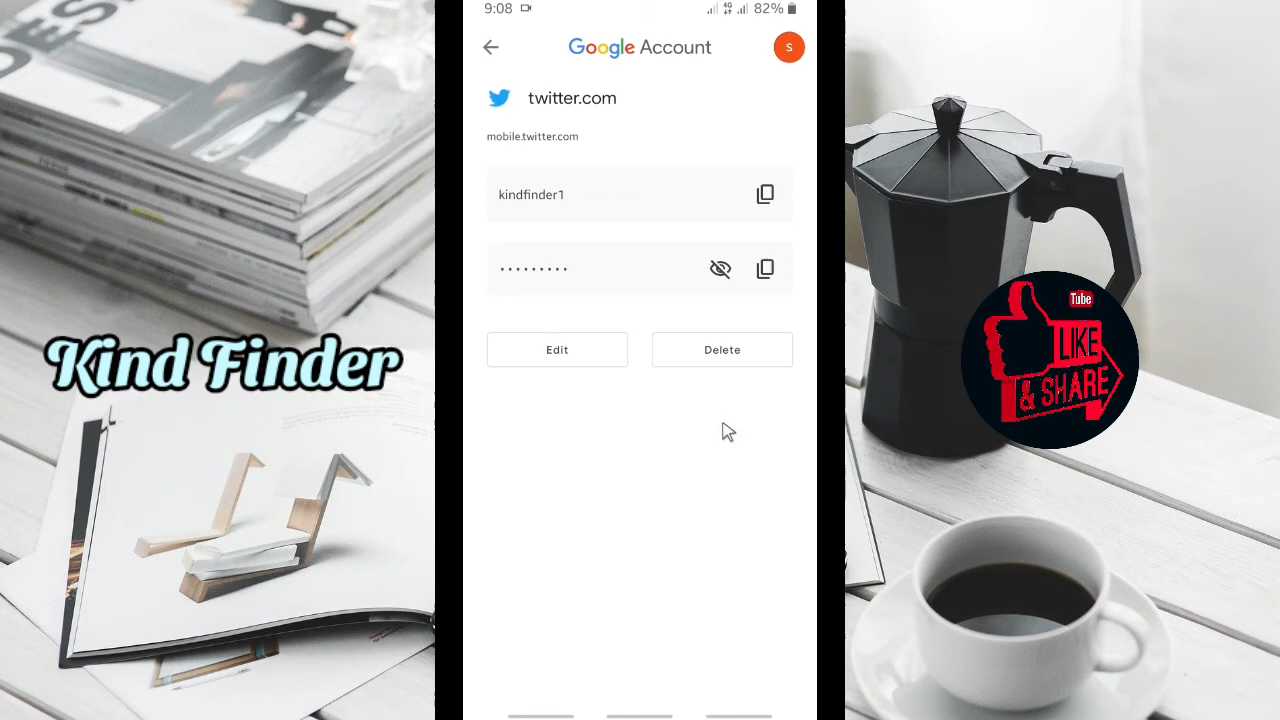 9:08
82%
Google Account
S
twitter.com
mobile.twitter.com
kindfinder1
•••••••••
Edit
Delete
Kind Finder
Tube
LIKE
& SHARE